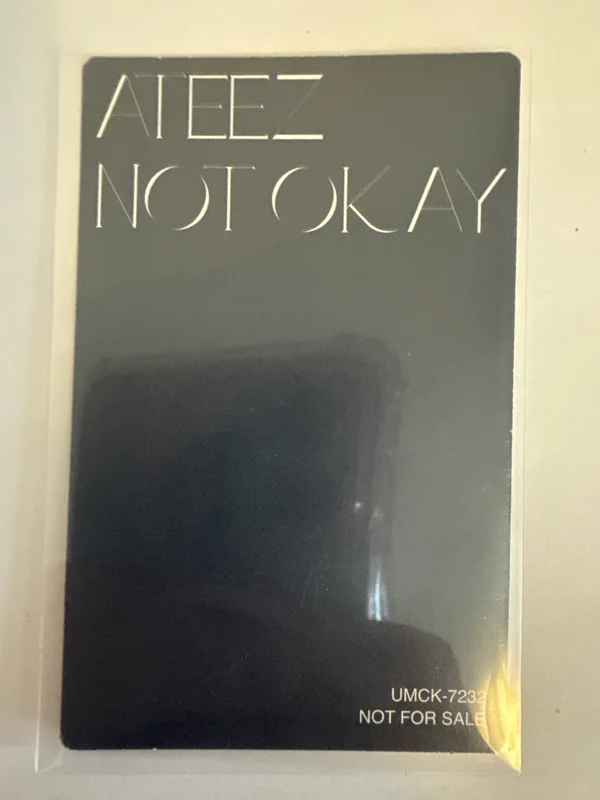 ATEEZ
NOT OKAY
UMCK-7232
NOT FOR SALE